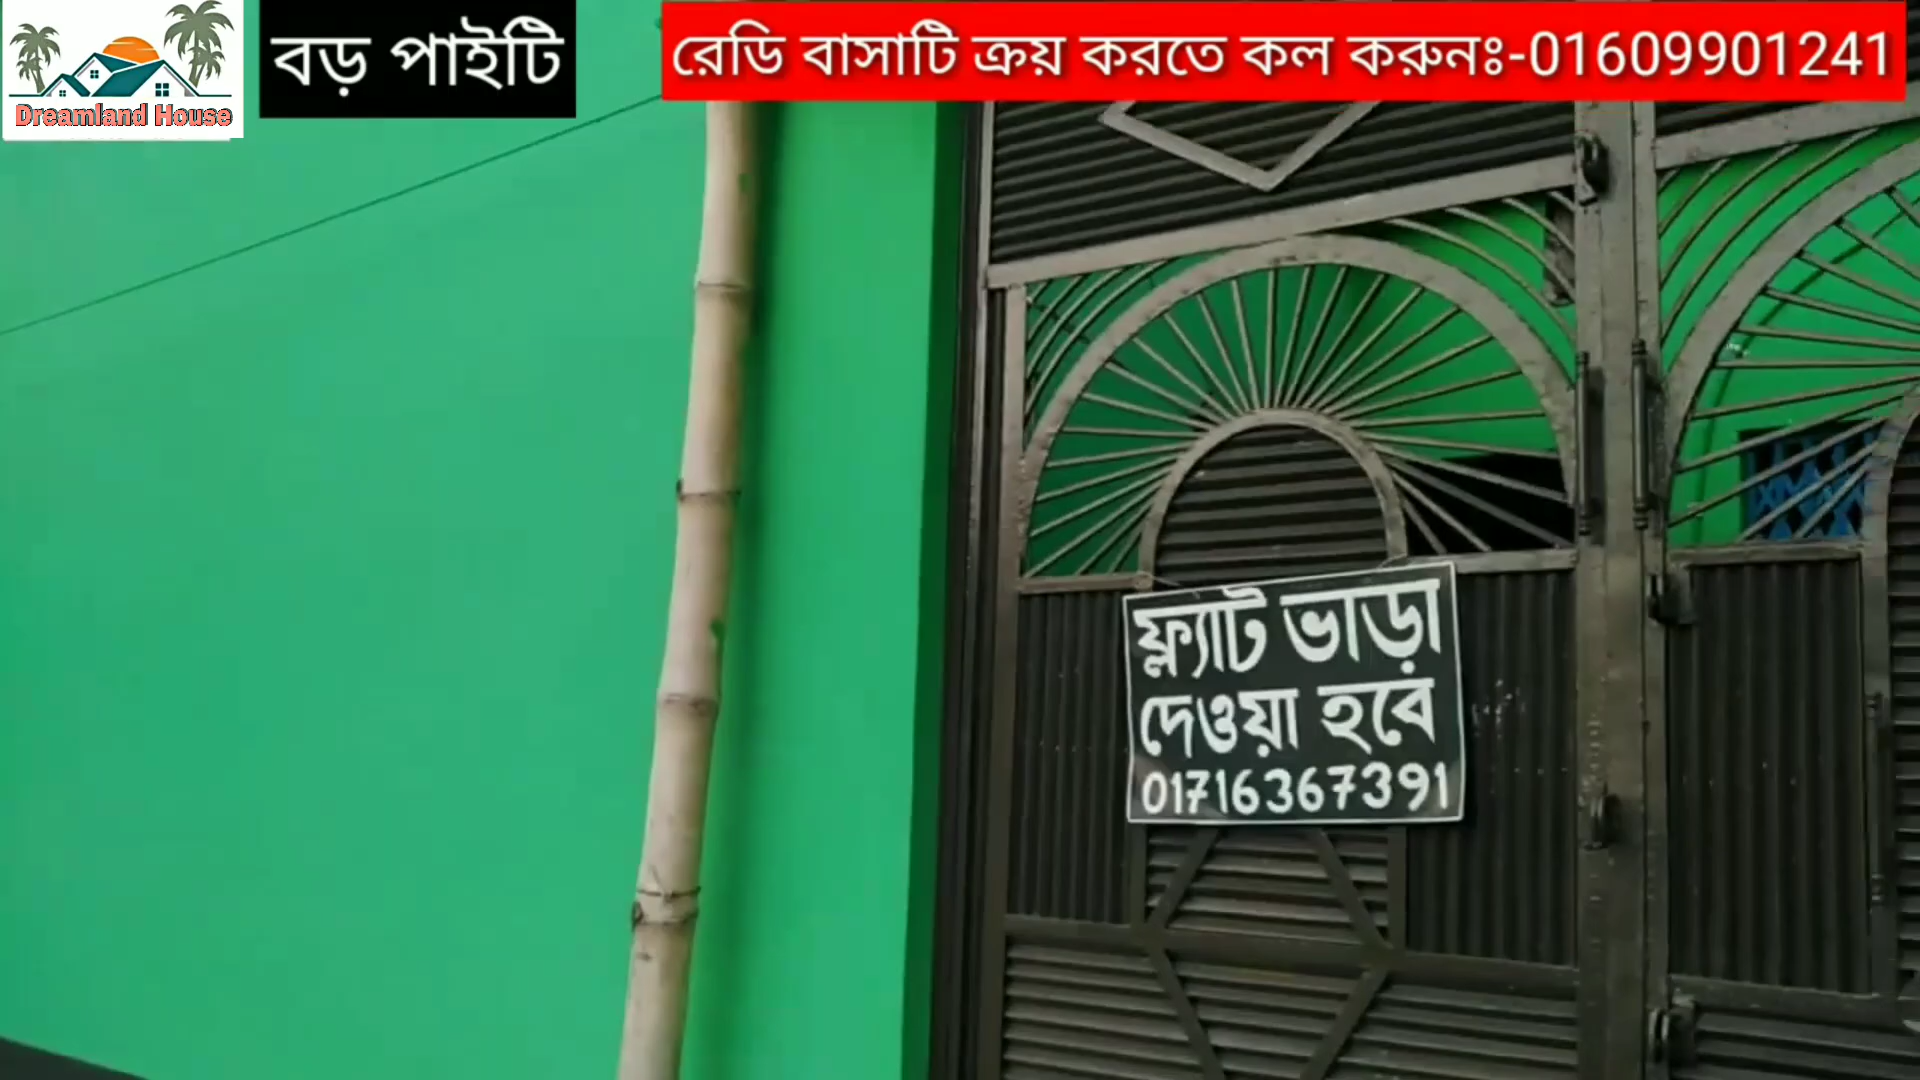 Dreamland House
বড় পাইটি
রেডি বাসাটি ক্রয় করতে কল করুনঃ-01609901241
ফ্ল্যাট ভাড়া
দেওয়া হবে
01716367391